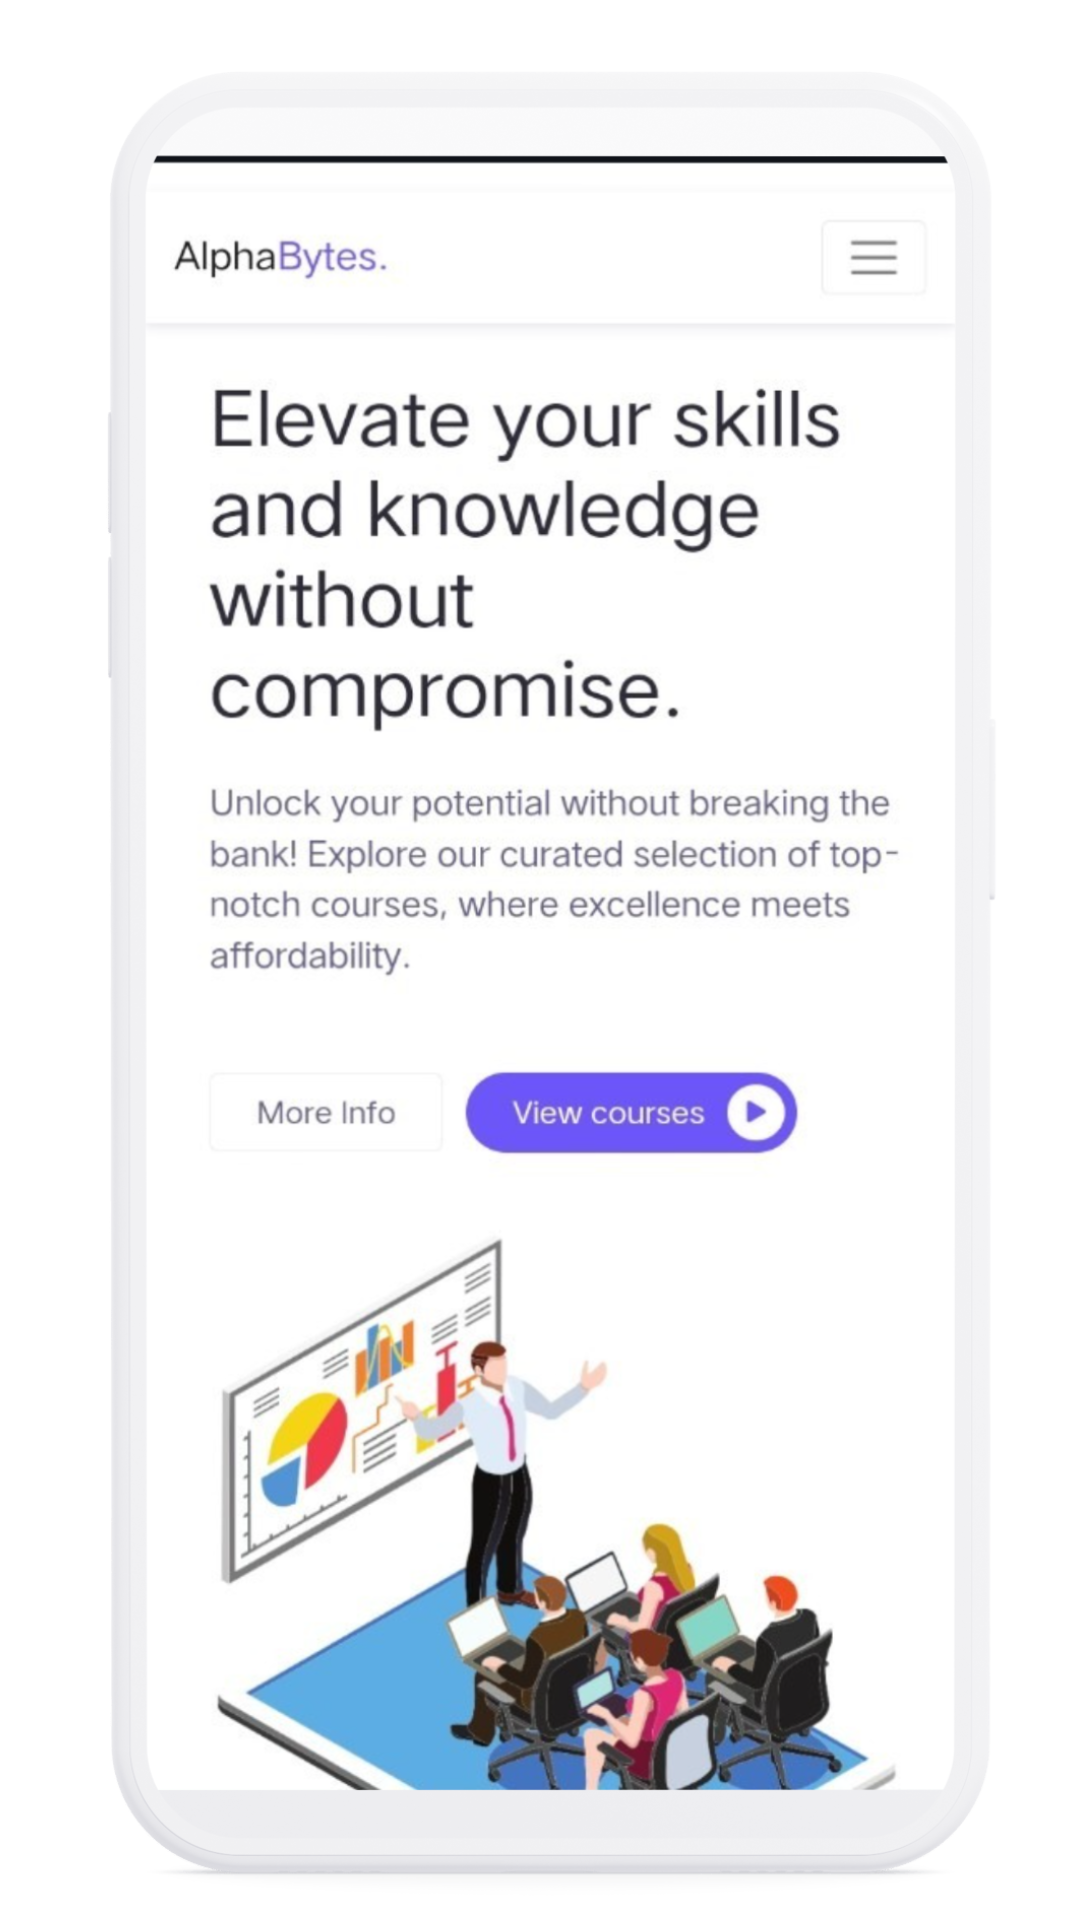 AlphaBytes.
Elevate your skills
and knowledge
without
compromise.
Unlock your potential without breaking the
bank! Explore our curated selection of top-
notch courses, where excellence meets
affordability.
More Info
View courses